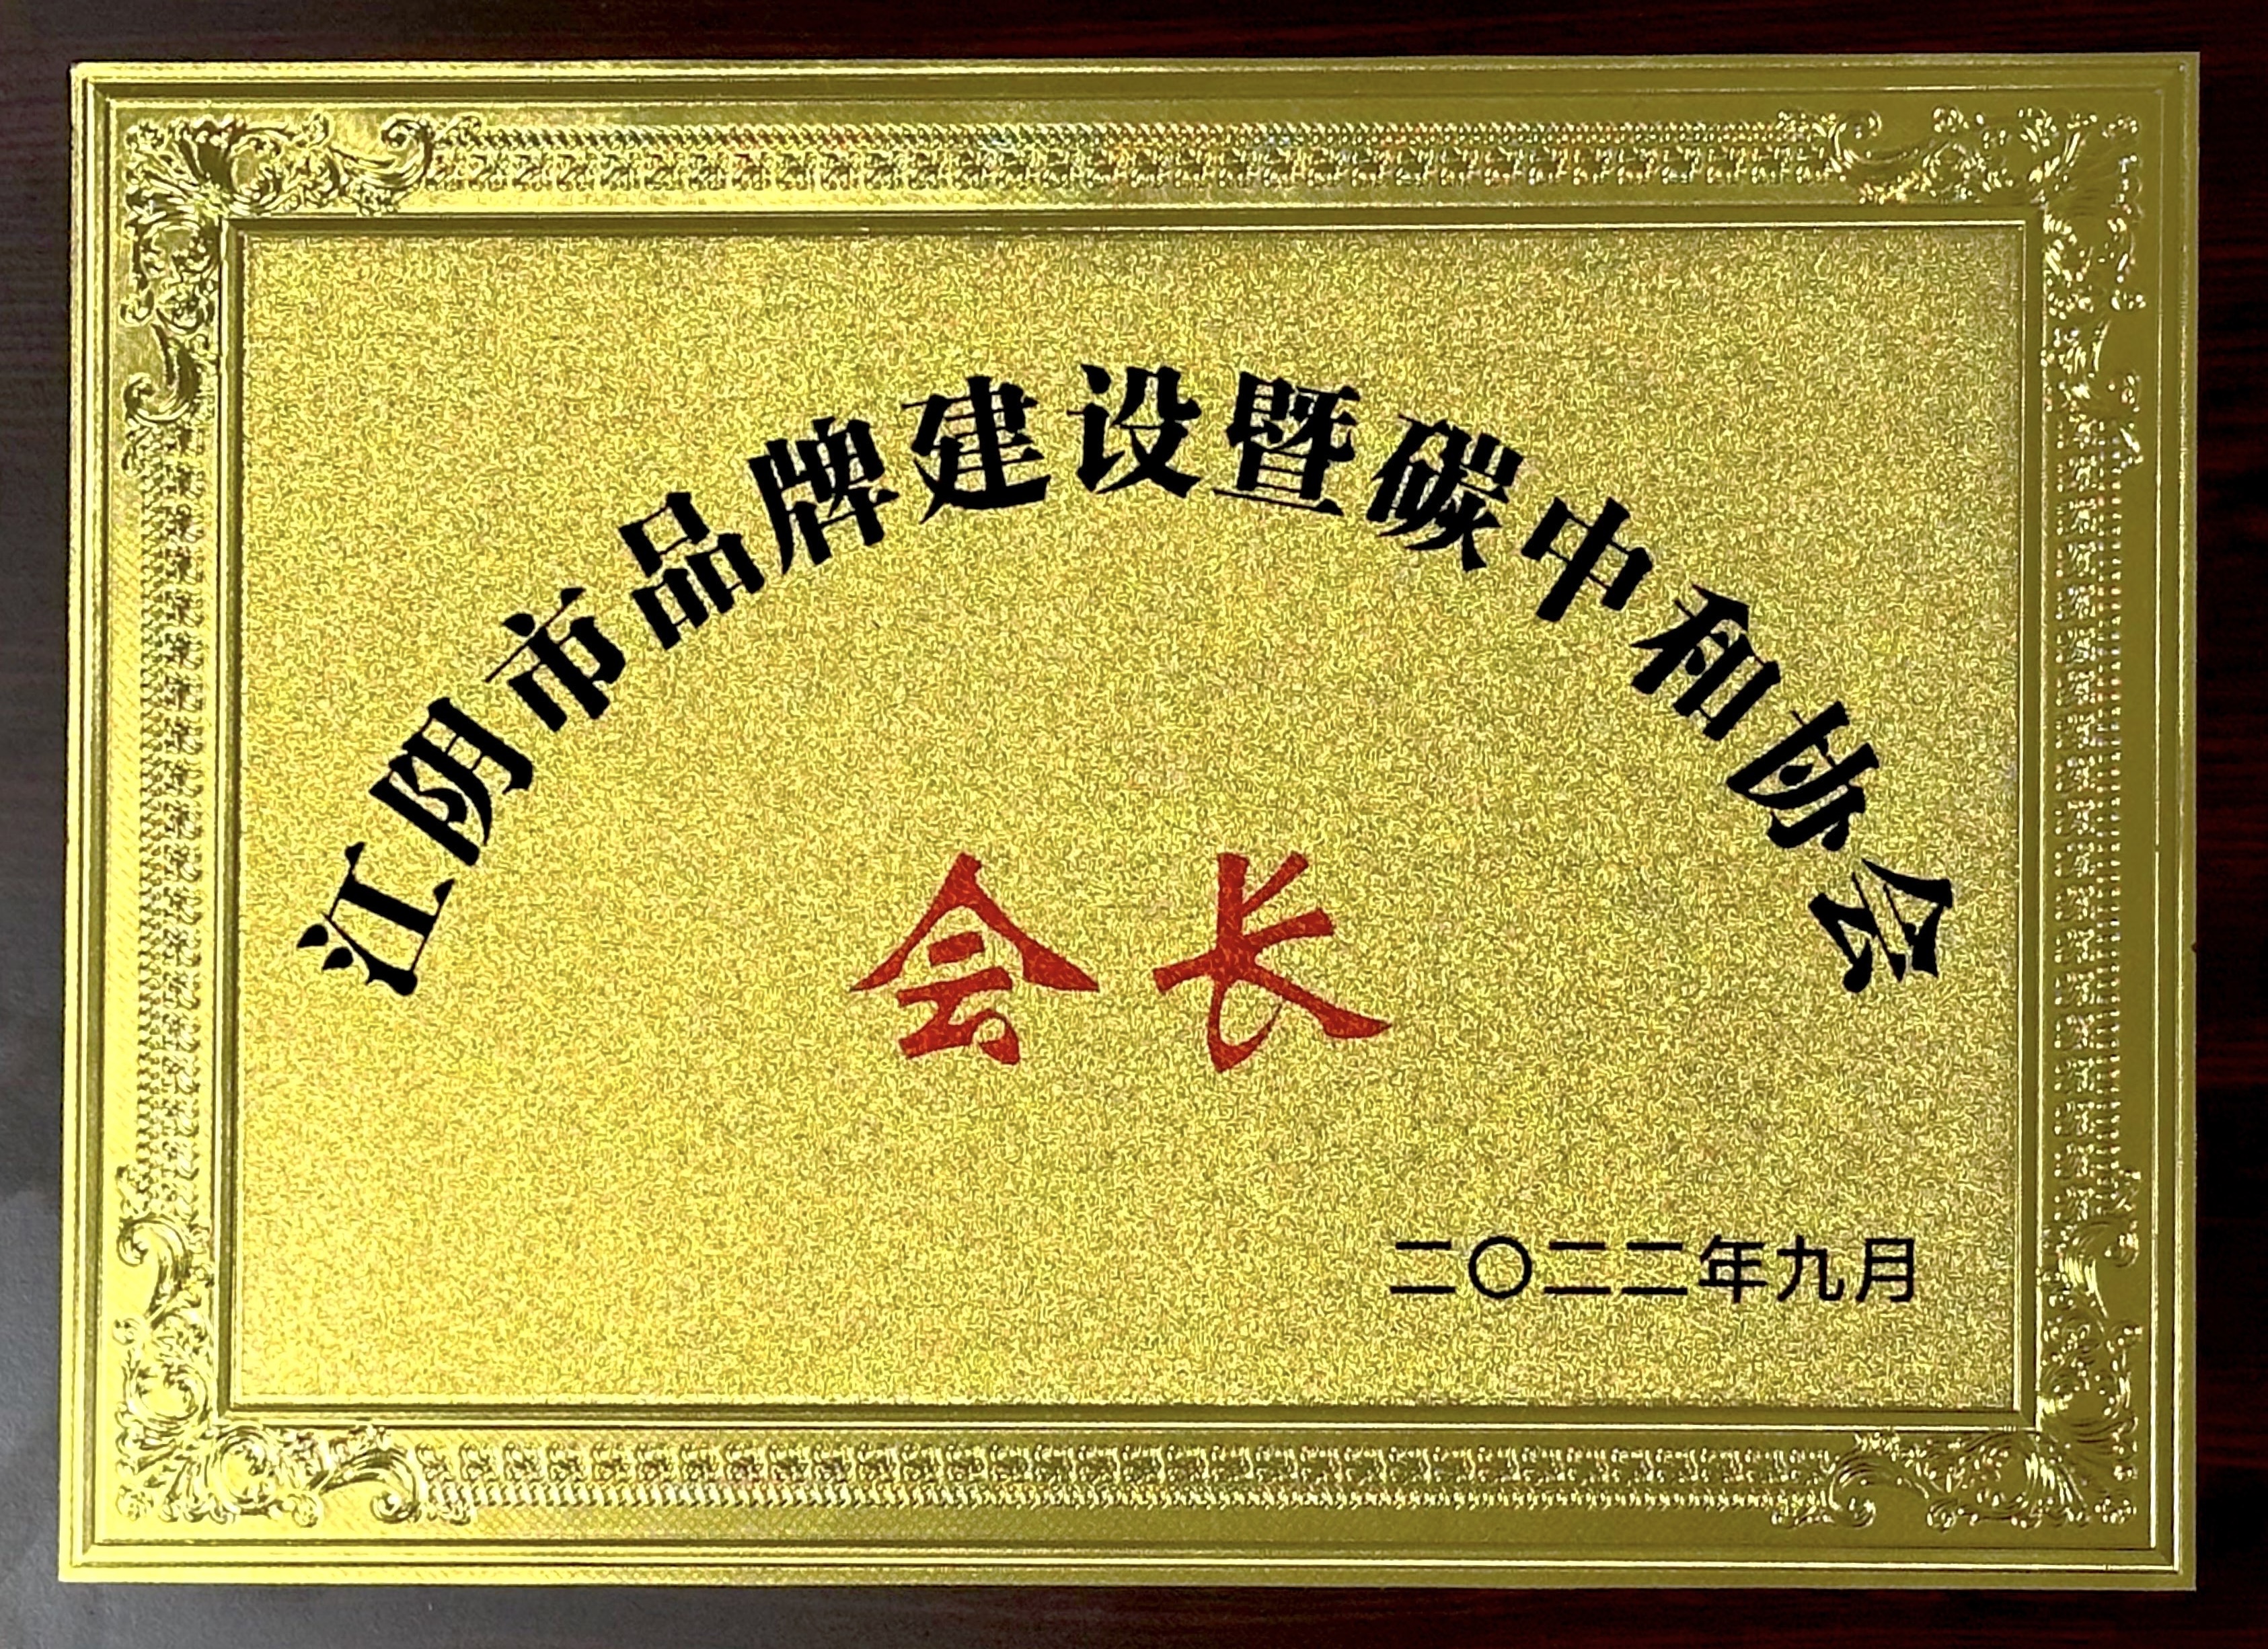 江阴市品牌建设暨碳中和协会
会长
二〇二二年九月